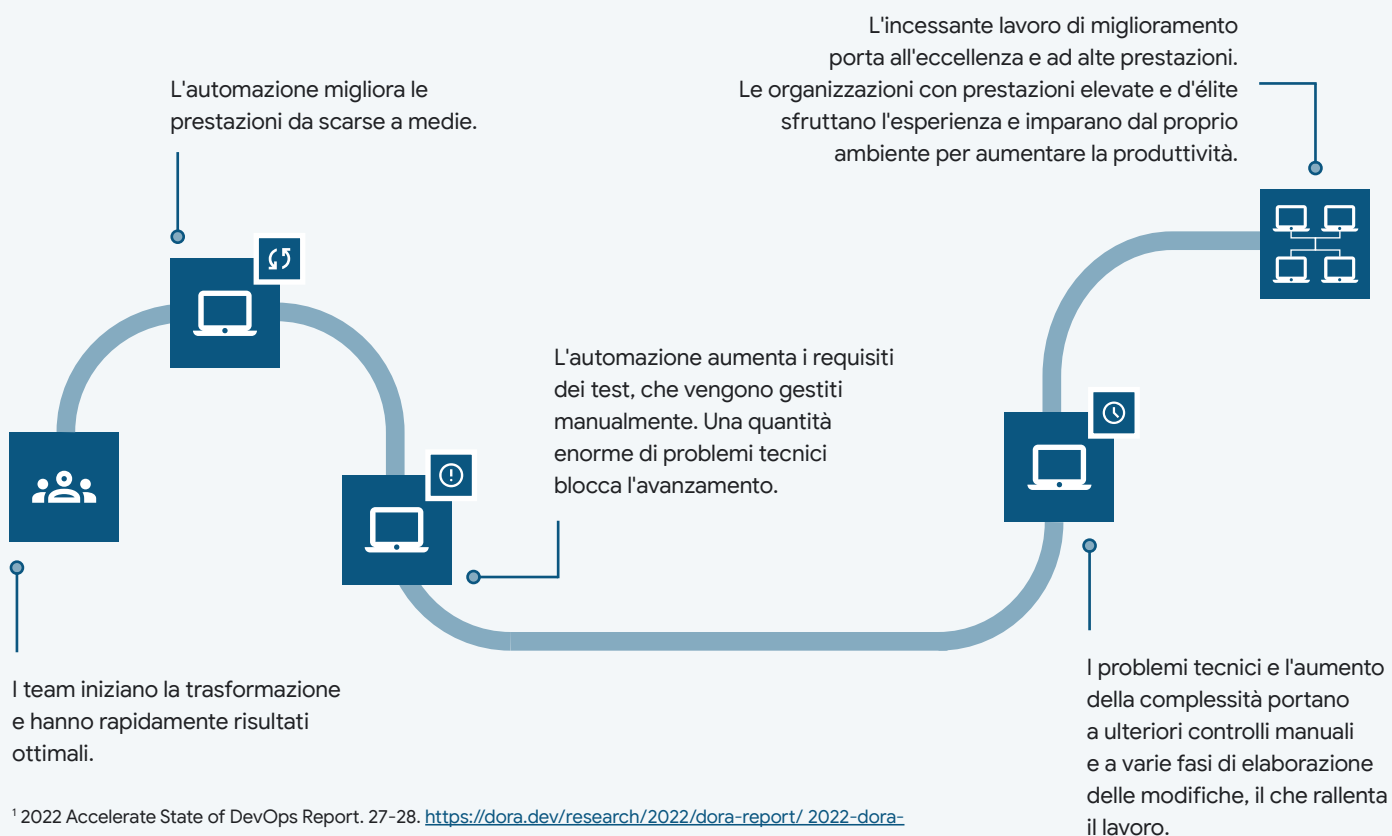 L'incessante lavoro di miglioramento
porta all'eccellenza e ad alte prestazioni.
Le organizzazioni con prestazioni elevate e d'élite
sfruttano l'esperienza e imparano dal proprio
ambiente per aumentare la produttività.
L'automazione migliora le
prestazioni da scarse a medie.
L'automazione aumenta i requisiti
dei test, che vengono gestiti
manualmente. Una quantità
enorme di problemi tecnici
blocca l'avanzamento.
I team iniziano la trasformazione
e hanno rapidamente risultati
ottimali.
I problemi tecnici e l'aumento
della complessità portano
a ulteriori controlli manuali
e a varie fasi di elaborazione
delle modifiche, il che rallenta
il lavoro.
¹ 2022 Accelerate State of DevOps Report. 27-28. https://dora.dev/research/2022/dora-report/ 2022-dora-